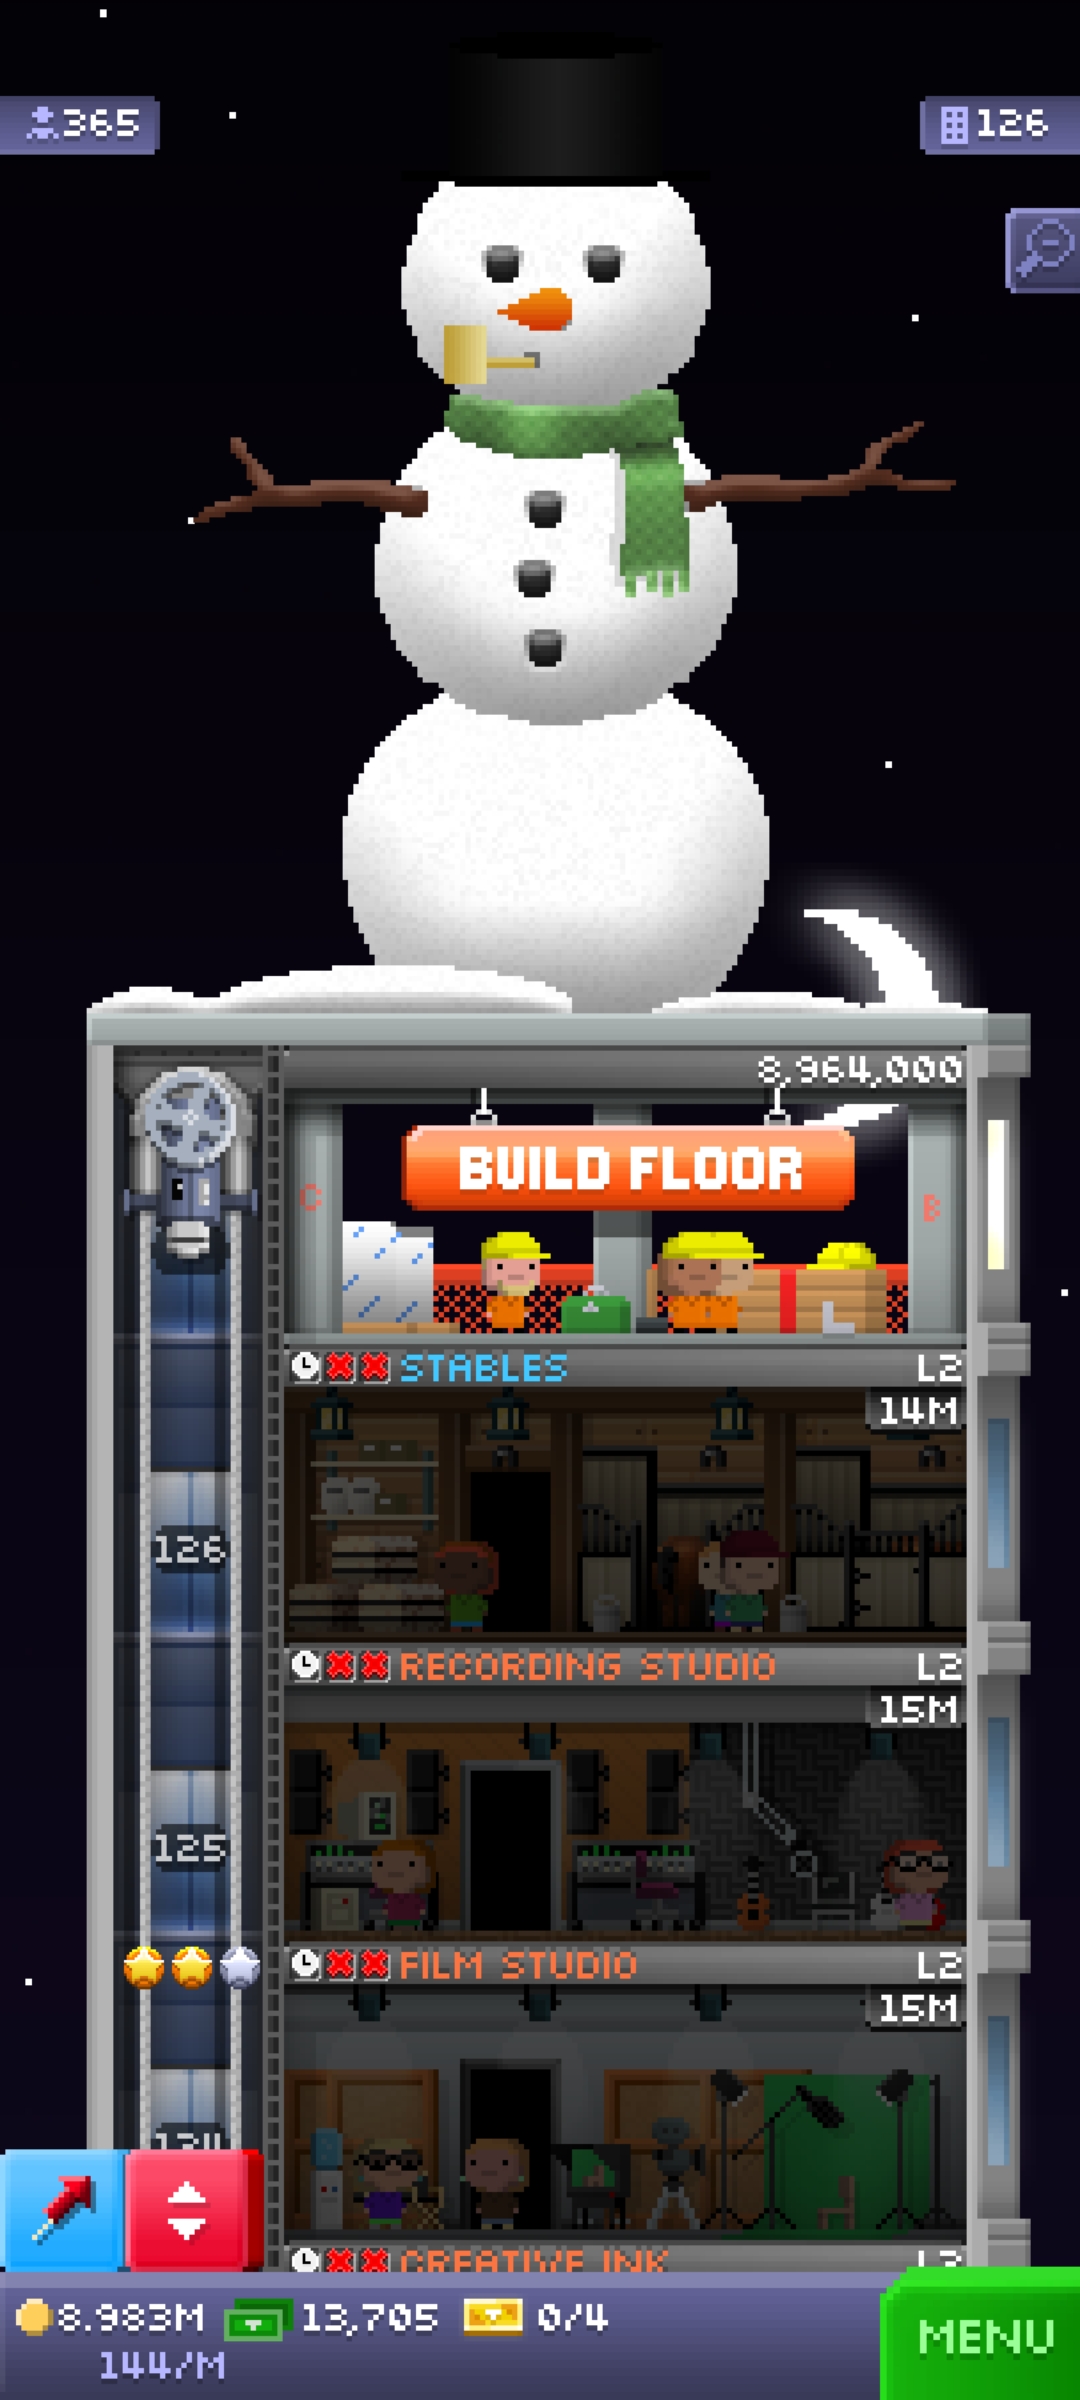 365
126
8,964,000
BUILD FLOOR
C
B
STABLES L2
14M
126
RECORDING STUDIO L2
15M
125
FILM STUDIO L2
15M
124
CREATIVE INK L3
8.983M 13,705 0/4
144/M
MENU